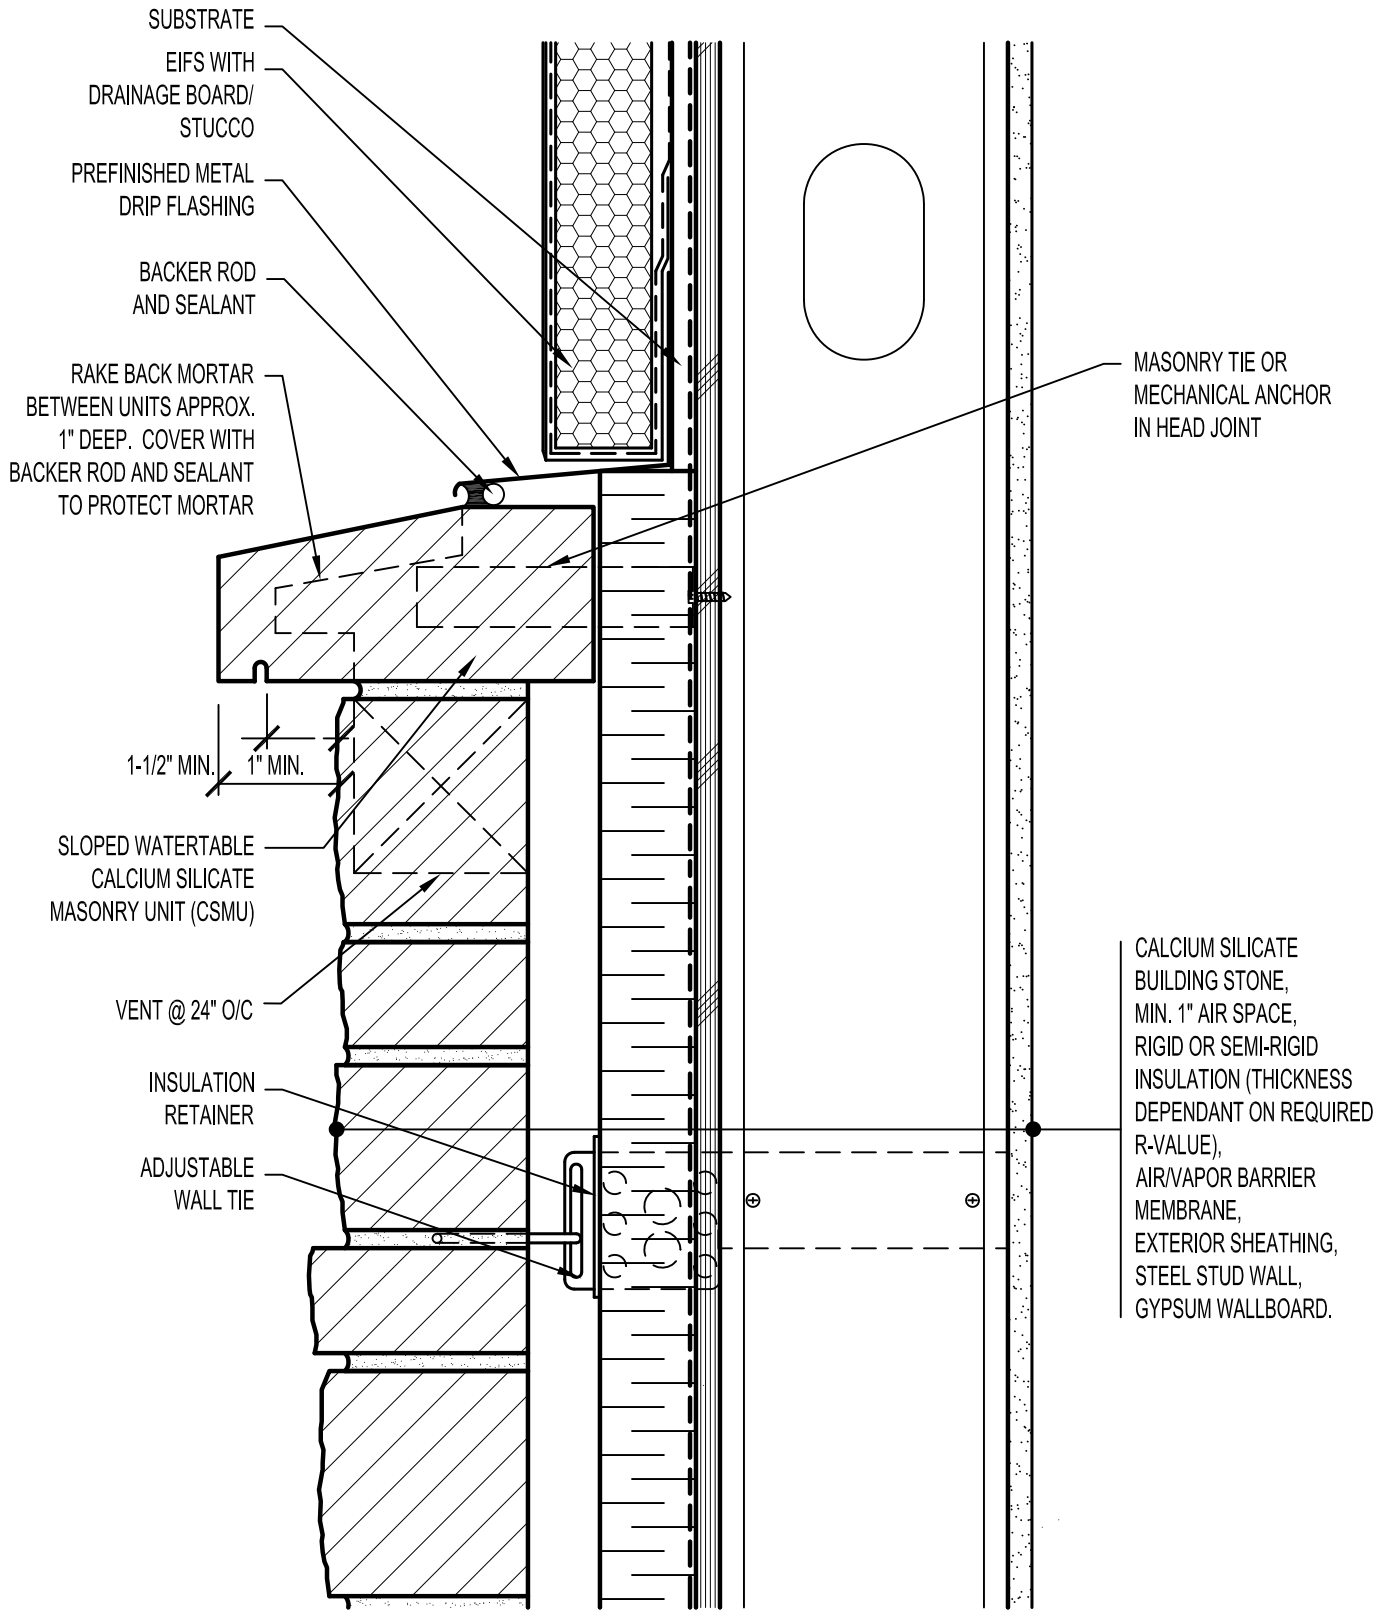 SUBSTRATE
EIFS WITH
DRAINAGE BOARD/
STUCCO
PREFINISHED METAL
DRIP FLASHING
BACKER ROD
AND SEALANT
RAKE BACK MORTAR
BETWEEN UNITS APPROX.
1" DEEP. COVER WITH
BACKER ROD AND SEALANT
TO PROTECT MORTAR
MASONRY TIE OR
MECHANICAL ANCHOR
IN HEAD JOINT
1-1/2" MIN.
1" MIN.
SLOPED WATERTABLE
CALCIUM SILICATE
MASONRY UNIT (CSMU)
VENT @ 24" O/C
INSULATION
RETAINER
ADJUSTABLE
WALL TIE
CALCIUM SILICATE
BUILDING STONE,
MIN. 1" AIR SPACE,
RIGID OR SEMI-RIGID
INSULATION (THICKNESS
DEPENDANT ON REQUIRED
R-VALUE),
AIR/VAPOR BARRIER
MEMBRANE,
EXTERIOR SHEATHING,
STEEL STUD WALL,
GYPSUM WALLBOARD.